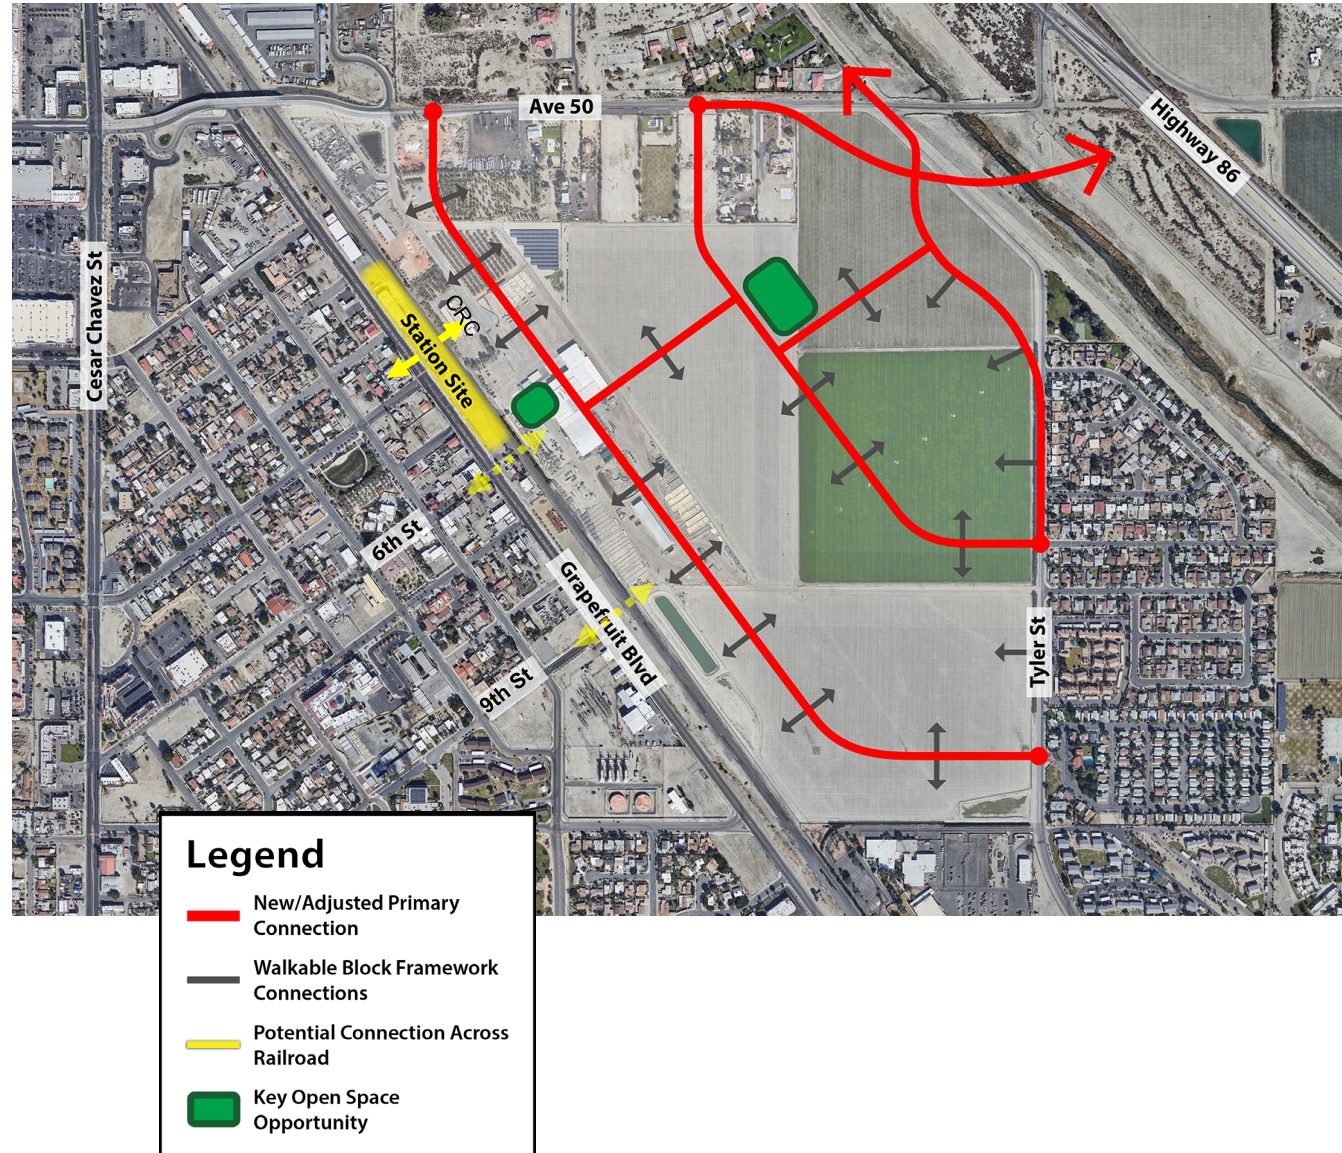 Ave 50
Highway 86
Cesar Chavez St
CRC
Station Site
6th St
Grapefruit Blvd
9th St
Tyler St
Legend
New/Adjusted Primary
Connection
Walkable Block Framework
Connections
Potential Connection Across
Railroad
Key Open Space
Opportunity